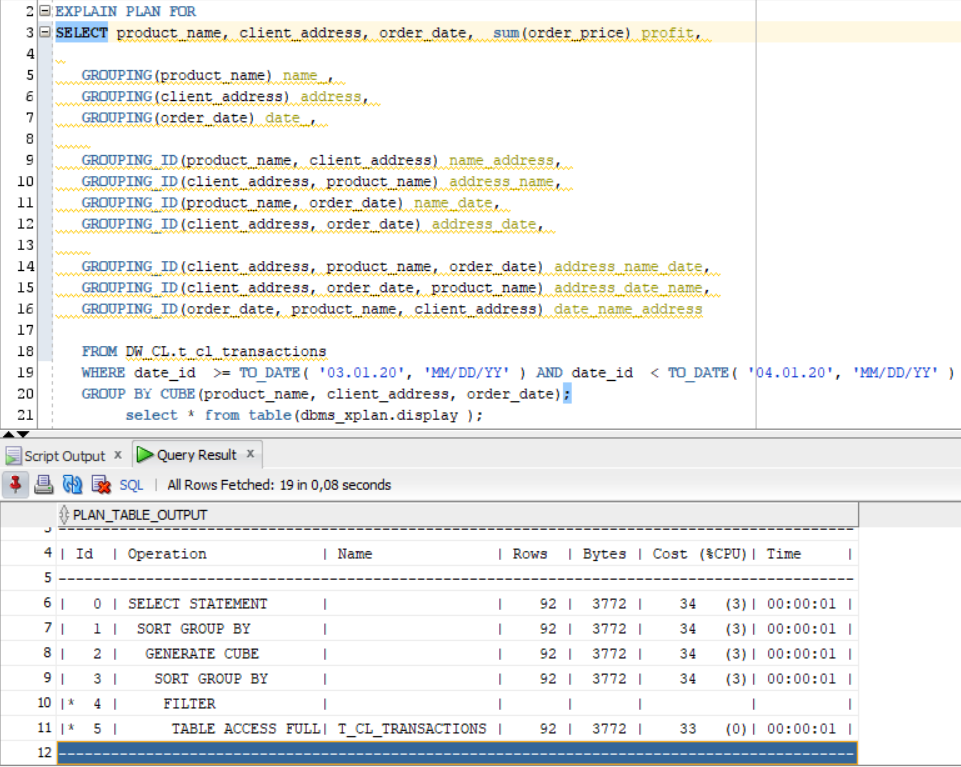 2 EXPLAIN PLAN FOR
3 SELECT product_name, client_address, order_date,  sum(order_price) profit,
4
5 GROUPING(product_name) name_,
6 GROUPING(client_address) address,
7 GROUPING(order_date) date_,
8
9 GROUPING_ID(product_name, client_address) name_address,
10 GROUPING_ID(client_address, product_name) address_name,
11 GROUPING_ID(product_name, order_date) name_date,
12 GROUPING_ID(client_address, order_date) address_date,
13
14 GROUPING_ID(client_address, product_name, order_date) address_name_date,
15 GROUPING_ID(client_address, order_date, product_name) address_date_name,
16 GROUPING_ID(order_date, product_name, client_address) date_name_address
17
18 FROM DW_CL.t_cl_transactions
19 WHERE date_id  >= TO_DATE( '03.01.20', 'MM/DD/YY' ) AND date_id  < TO_DATE( '04.01.20', 'MM/DD/YY' )
20 GROUP BY CUBE(product_name, client_address, order_date);
21 select * from table(dbms_xplan.display );
Script Output x Query Result x
SQL | All Rows Fetched: 19 in 0,08 seconds
PLAN_TABLE_OUTPUT
3 --------------------------------------------------------------------------------------------
4 | Id  | Operation             | Name              | Rows  | Bytes | Cost (%CPU)| Time     |
5 --------------------------------------------------------------------------------------------
6 |   0 | SELECT STATEMENT      |                   |    92 |  3772 |    34   (3)| 00:00:01 |
7 |   1 |  SORT GROUP BY        |                   |    92 |  3772 |    34   (3)| 00:00:01 |
8 |   2 |   GENERATE CUBE       |                   |    92 |  3772 |    34   (3)| 00:00:01 |
9 |   3 |    SORT GROUP BY      |                   |    92 |  3772 |    34   (3)| 00:00:01 |
10 |*  4 |     FILTER            |                   |       |       |            |          |
11 |*  5 |      TABLE ACCESS FULL| T_CL_TRANSACTIONS |    92 |  3772 |    33   (0)| 00:00:01 |
12 --------------------------------------------------------------------------------------------